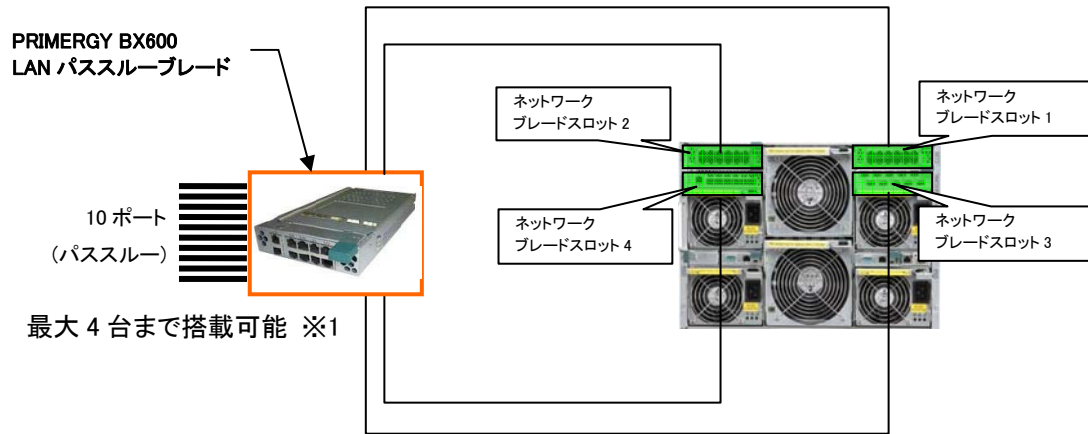 PRIMERGY BX600
LAN パススルーブレード
ネットワーク
ブレードスロット 2
ネットワーク
ブレードスロット 1
10 ポート
(パススルー)
ネットワーク
ブレードスロット 4
ネットワーク
ブレードスロット 3
最大 4 台まで搭載可能 ※1